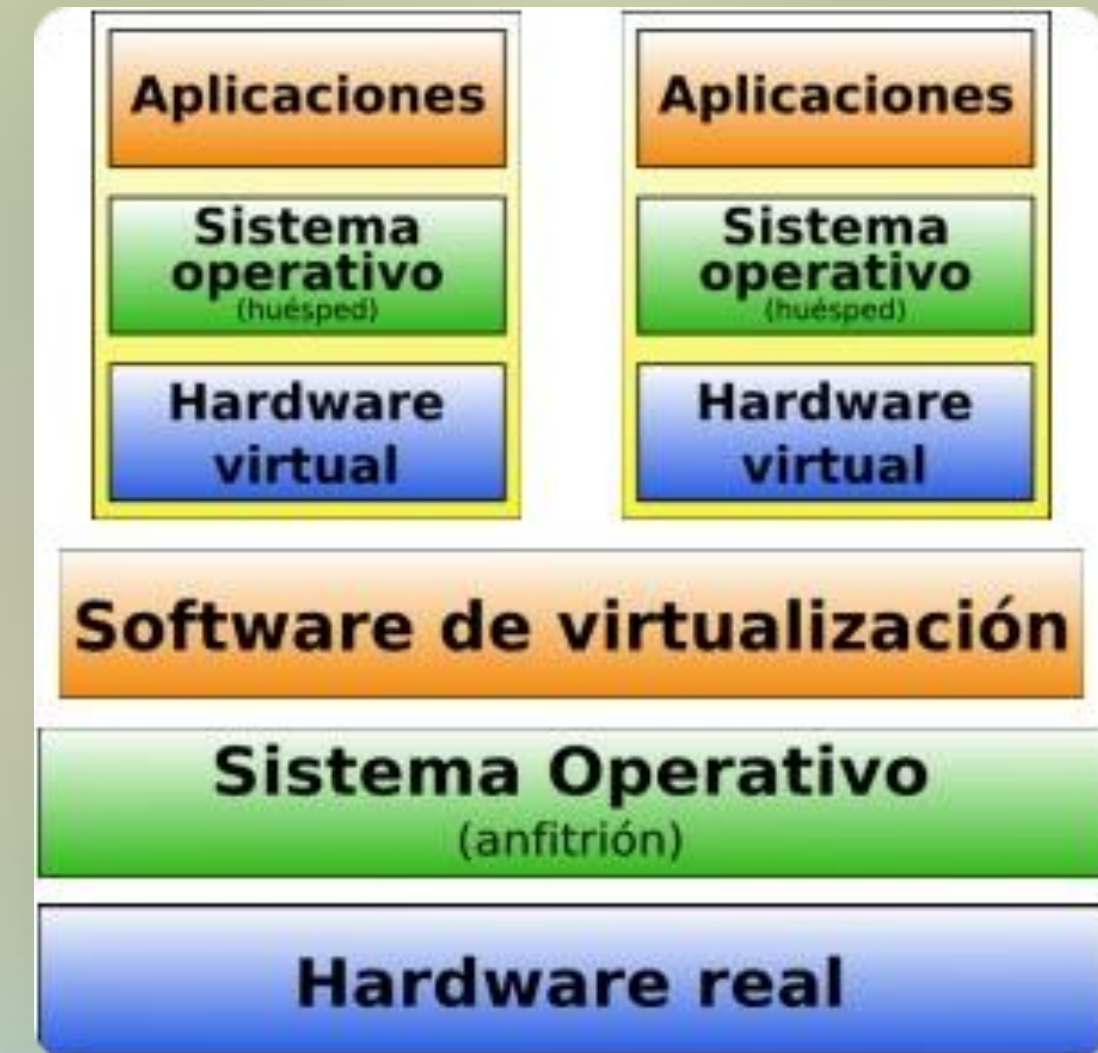 Aplicaciones
Sistema
operativo
(huésped)
Hardware
virtual
Aplicaciones
Sistema
operativo
(huésped)
Hardware
virtual
Software de virtualización
Sistema Operativo
(anfitrión)
Hardware real